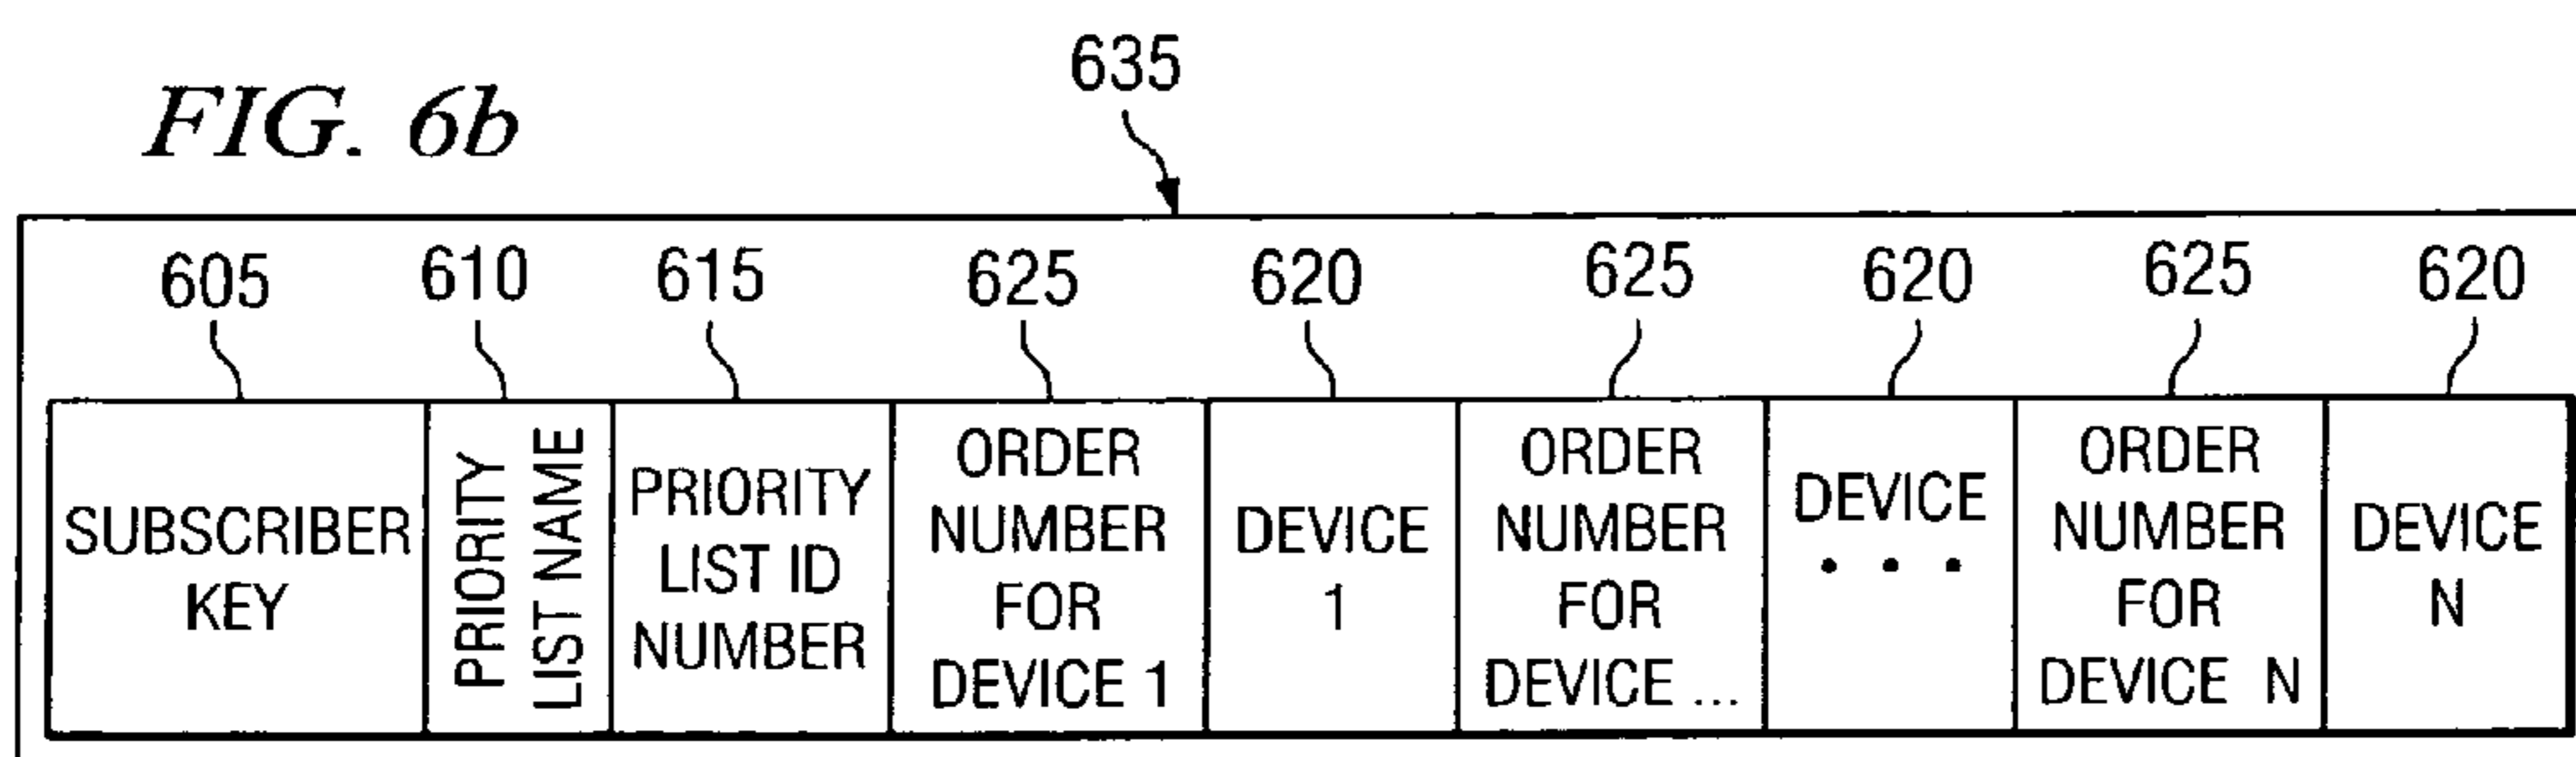 FIG. 6b
635
605 610 615 625 620 625 620 625 620
SUBSCRIBER
KEY
PRIORITY
LIST NAME
PRIORITY
LIST ID
NUMBER
ORDER
NUMBER
FOR
DEVICE 1
DEVICE
1
ORDER
NUMBER
FOR
DEVICE ...
DEVICE
• • •
ORDER
NUMBER
FOR
DEVICE N
DEVICE
N